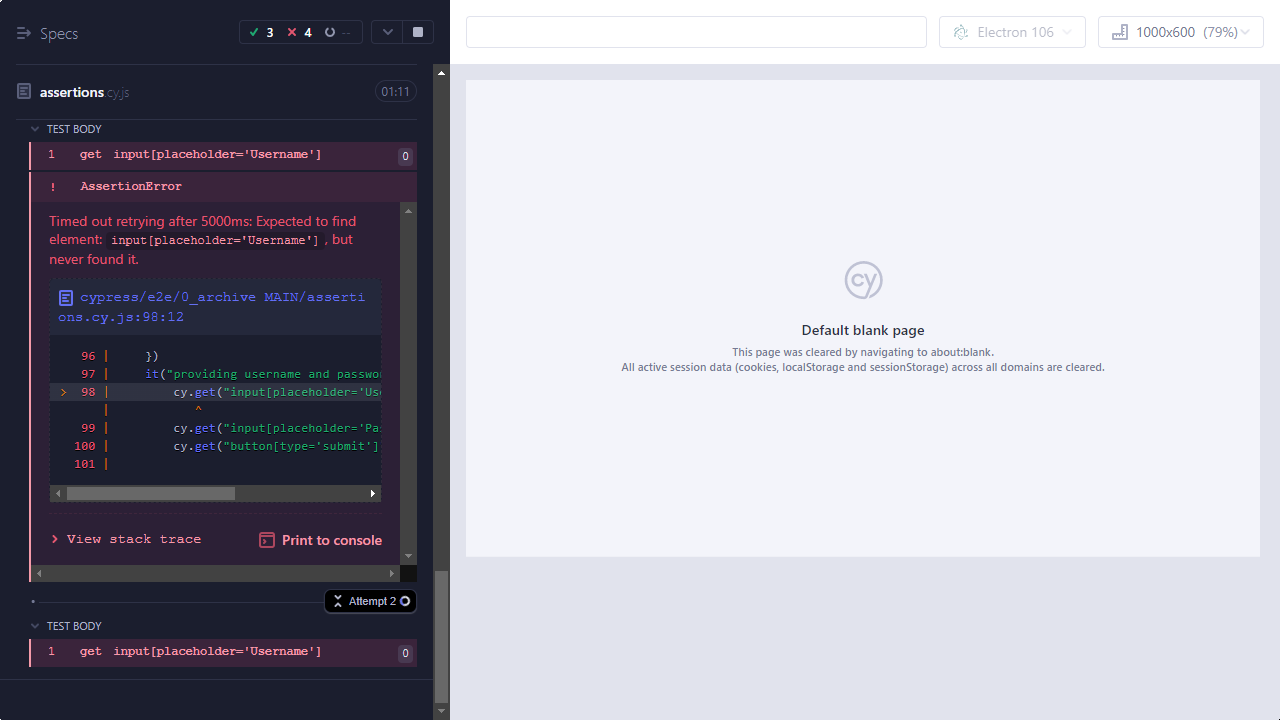 Specs
3 4 --
Electron 106
1000x600 (79%)
assertions.cy.js
01:11
TEST BODY
1 get input[placeholder='Username'] 0
! AssertionError
Timed out retrying after 5000ms: Expected to find
element: input[placeholder='Username'] , but
never found it.
cypress/e2e/0_archive MAIN/asserti
ons.cy.js:98:12
96 | })
97 | it("providing username and passwo
> 98 | cy.get("input[placeholder='Us
| ^
99 | cy.get("input[placeholder='Pa
100 | cy.get("button[type='submit']
101 |
View stack trace
Print to console
Attempt 2
TEST BODY
1 get input[placeholder='Username'] 0
cy
Default blank page
This page was cleared by navigating to about:blank.
All active session data (cookies, localStorage and sessionStorage) across all domains are cleared.